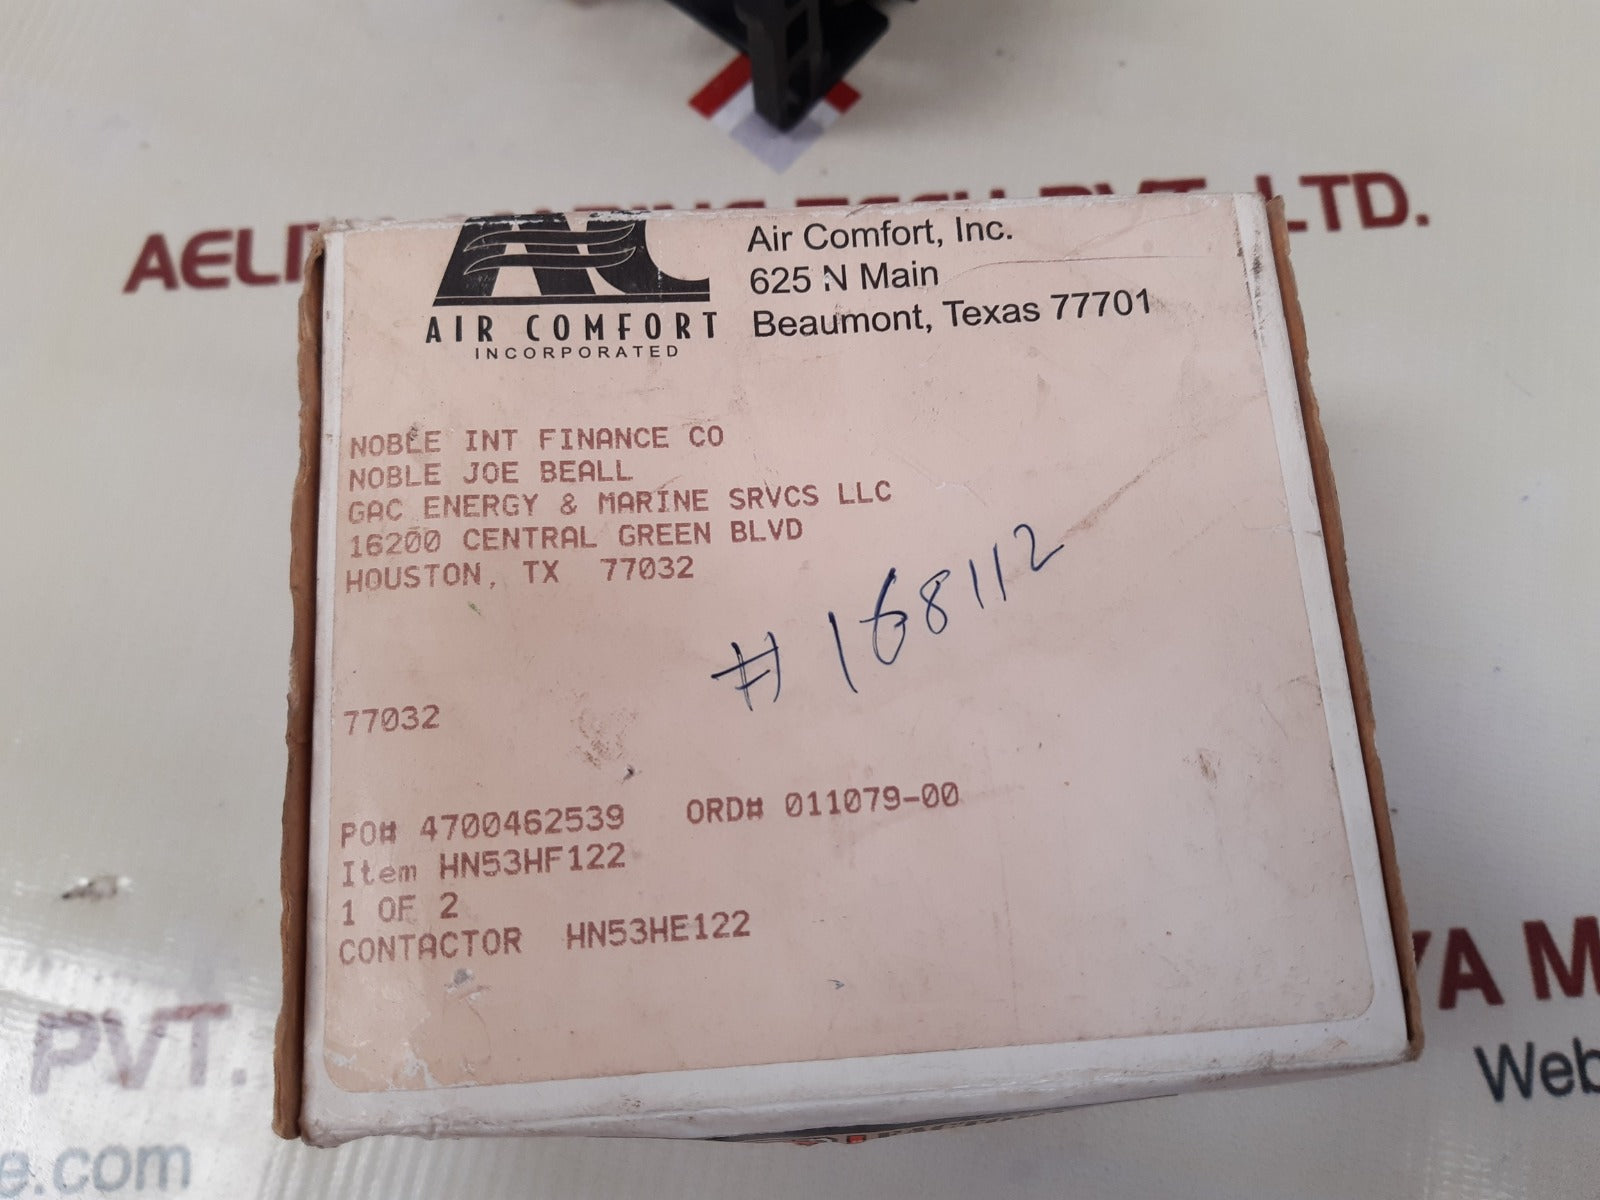 LTD.
AC
AIR COMFORT
INCORPORATED
Air Comfort, Inc.
625 N Main
Beaumont, Texas 77701
NOBLE INT FINANCE CO
NOBLE JOE BEALL
GAC ENERGY & MARINE SRVCS LLC
16200 CENTRAL GREEN BLVD
HOUSTON, TX 77032
# 168112
77032
PO# 4700462539 ORD# 011079-00
Item HN53HF122
1 OF 2
CONTACTOR HN53HE122
PVT.
YA M
Web
e.com